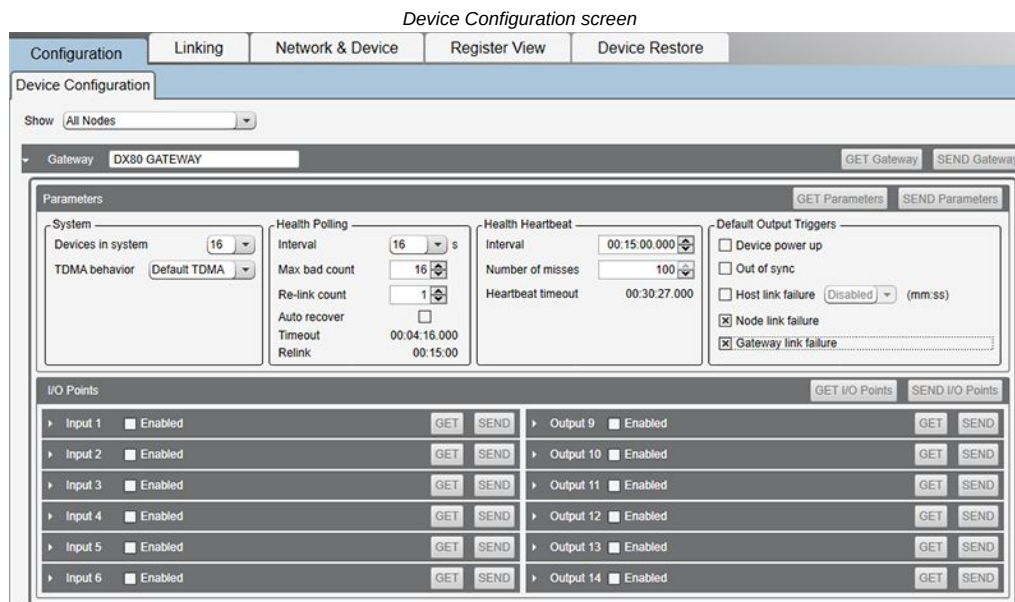 Device Configuration screen
Configuration Linking Network & Device Register View Device Restore
Device Configuration
Show All Nodes
Gateway DX80 GATEWAY GET Gateway SEND Gateway
Parameters GET Parameters SEND Parameters
System
Devices in system 16
TDMA behavior Default TDMA
Health Polling
Interval 16 s
Max bad count 16
Re-link count 1
Auto recover
Timeout 00:04:16.000
Relink 00:15:00
Health Heartbeat
Interval 00:15:00.000
Number of misses 100
Heartbeat timeout 00:30:27.000
Default Output Triggers
Device power up
Out of sync
Host link failure Disabled (mm:ss)
Node link failure
Gateway link failure
I/O Points GET I/O Points SEND I/O Points
Input 1 Enabled GET SEND Output 9 Enabled GET SEND
Input 2 Enabled GET SEND Output 10 Enabled GET SEND
Input 3 Enabled GET SEND Output 11 Enabled GET SEND
Input 4 Enabled GET SEND Output 12 Enabled GET SEND
Input 5 Enabled GET SEND Output 13 Enabled GET SEND
Input 6 Enabled GET SEND Output 14 Enabled GET SEND